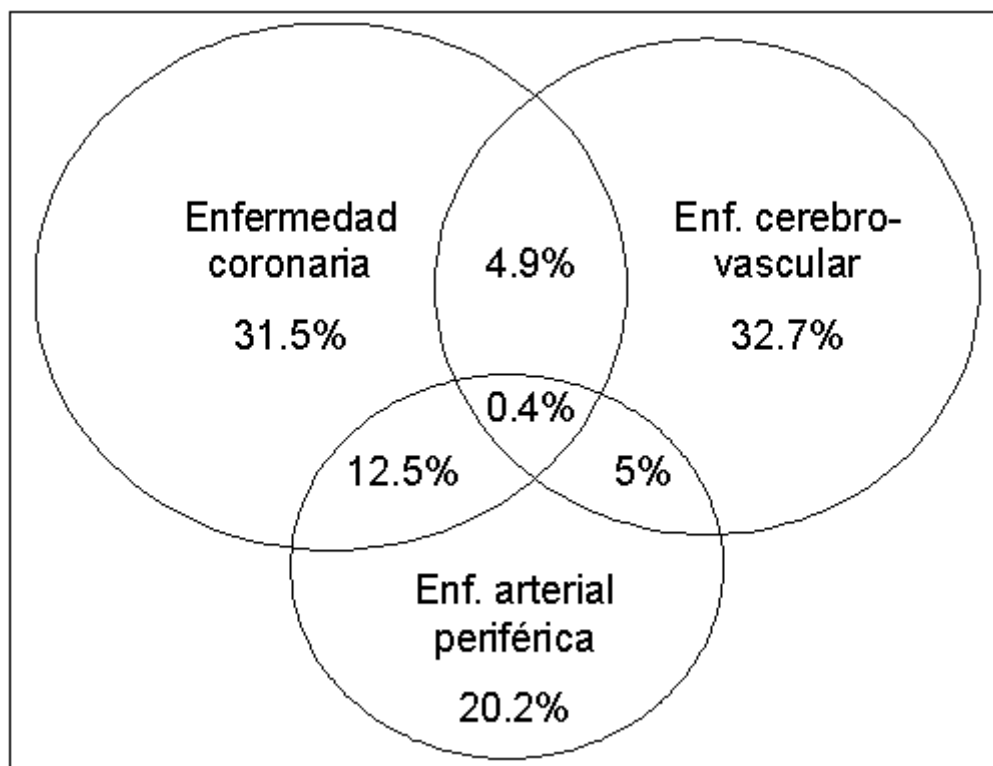 Enfermedad
coronaria
31.5%
4.9%
Enf. cerebro-
vascular
32.7%
0.4%
12.5%
5%
Enf. arterial
periférica
20.2%